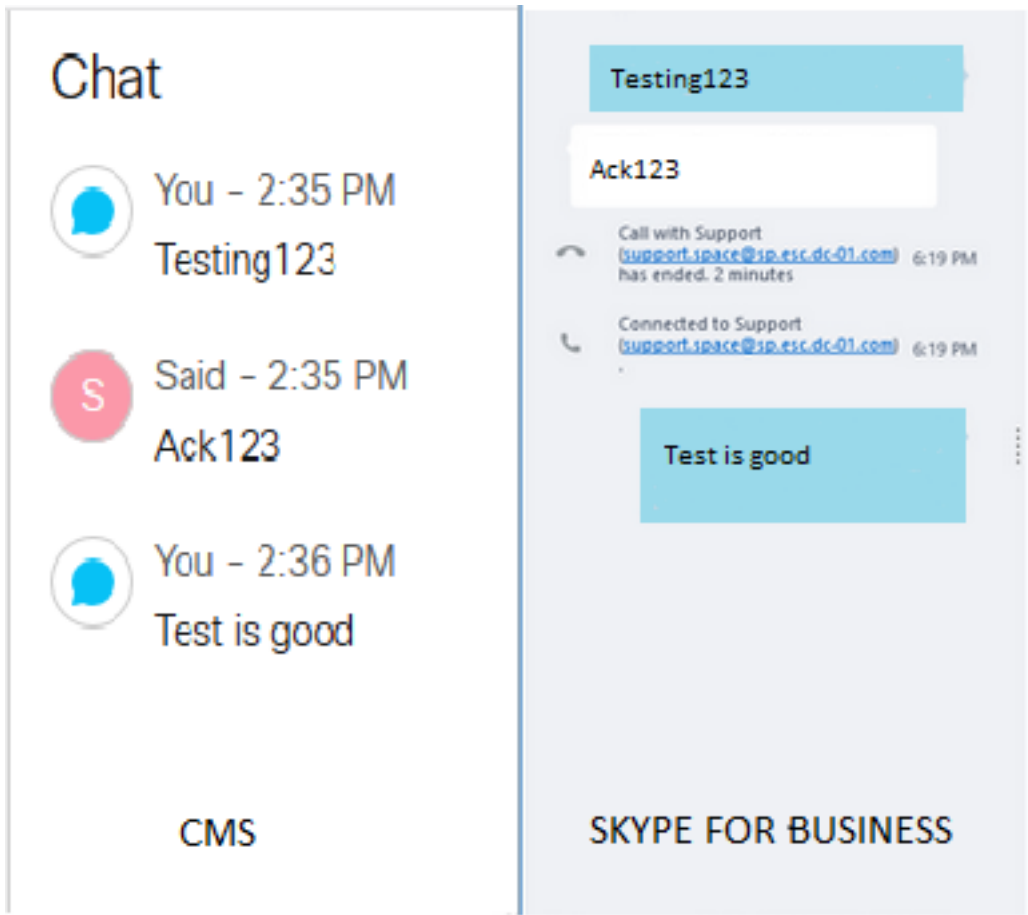 Chat
You – 2:35 PM
Testing123
S
Said – 2:35 PM
Ack123
You – 2:36 PM
Test is good
CMS
Testing123
Ack123
Call with Support
(support.space@sp.esc.dc-01.com) 6:19 PM
has ended. 2 minutes
Connected to Support
(support.space@sp.esc.dc-01.com) 6:19 PM
.
Test is good
SKYPE FOR BUSINESS